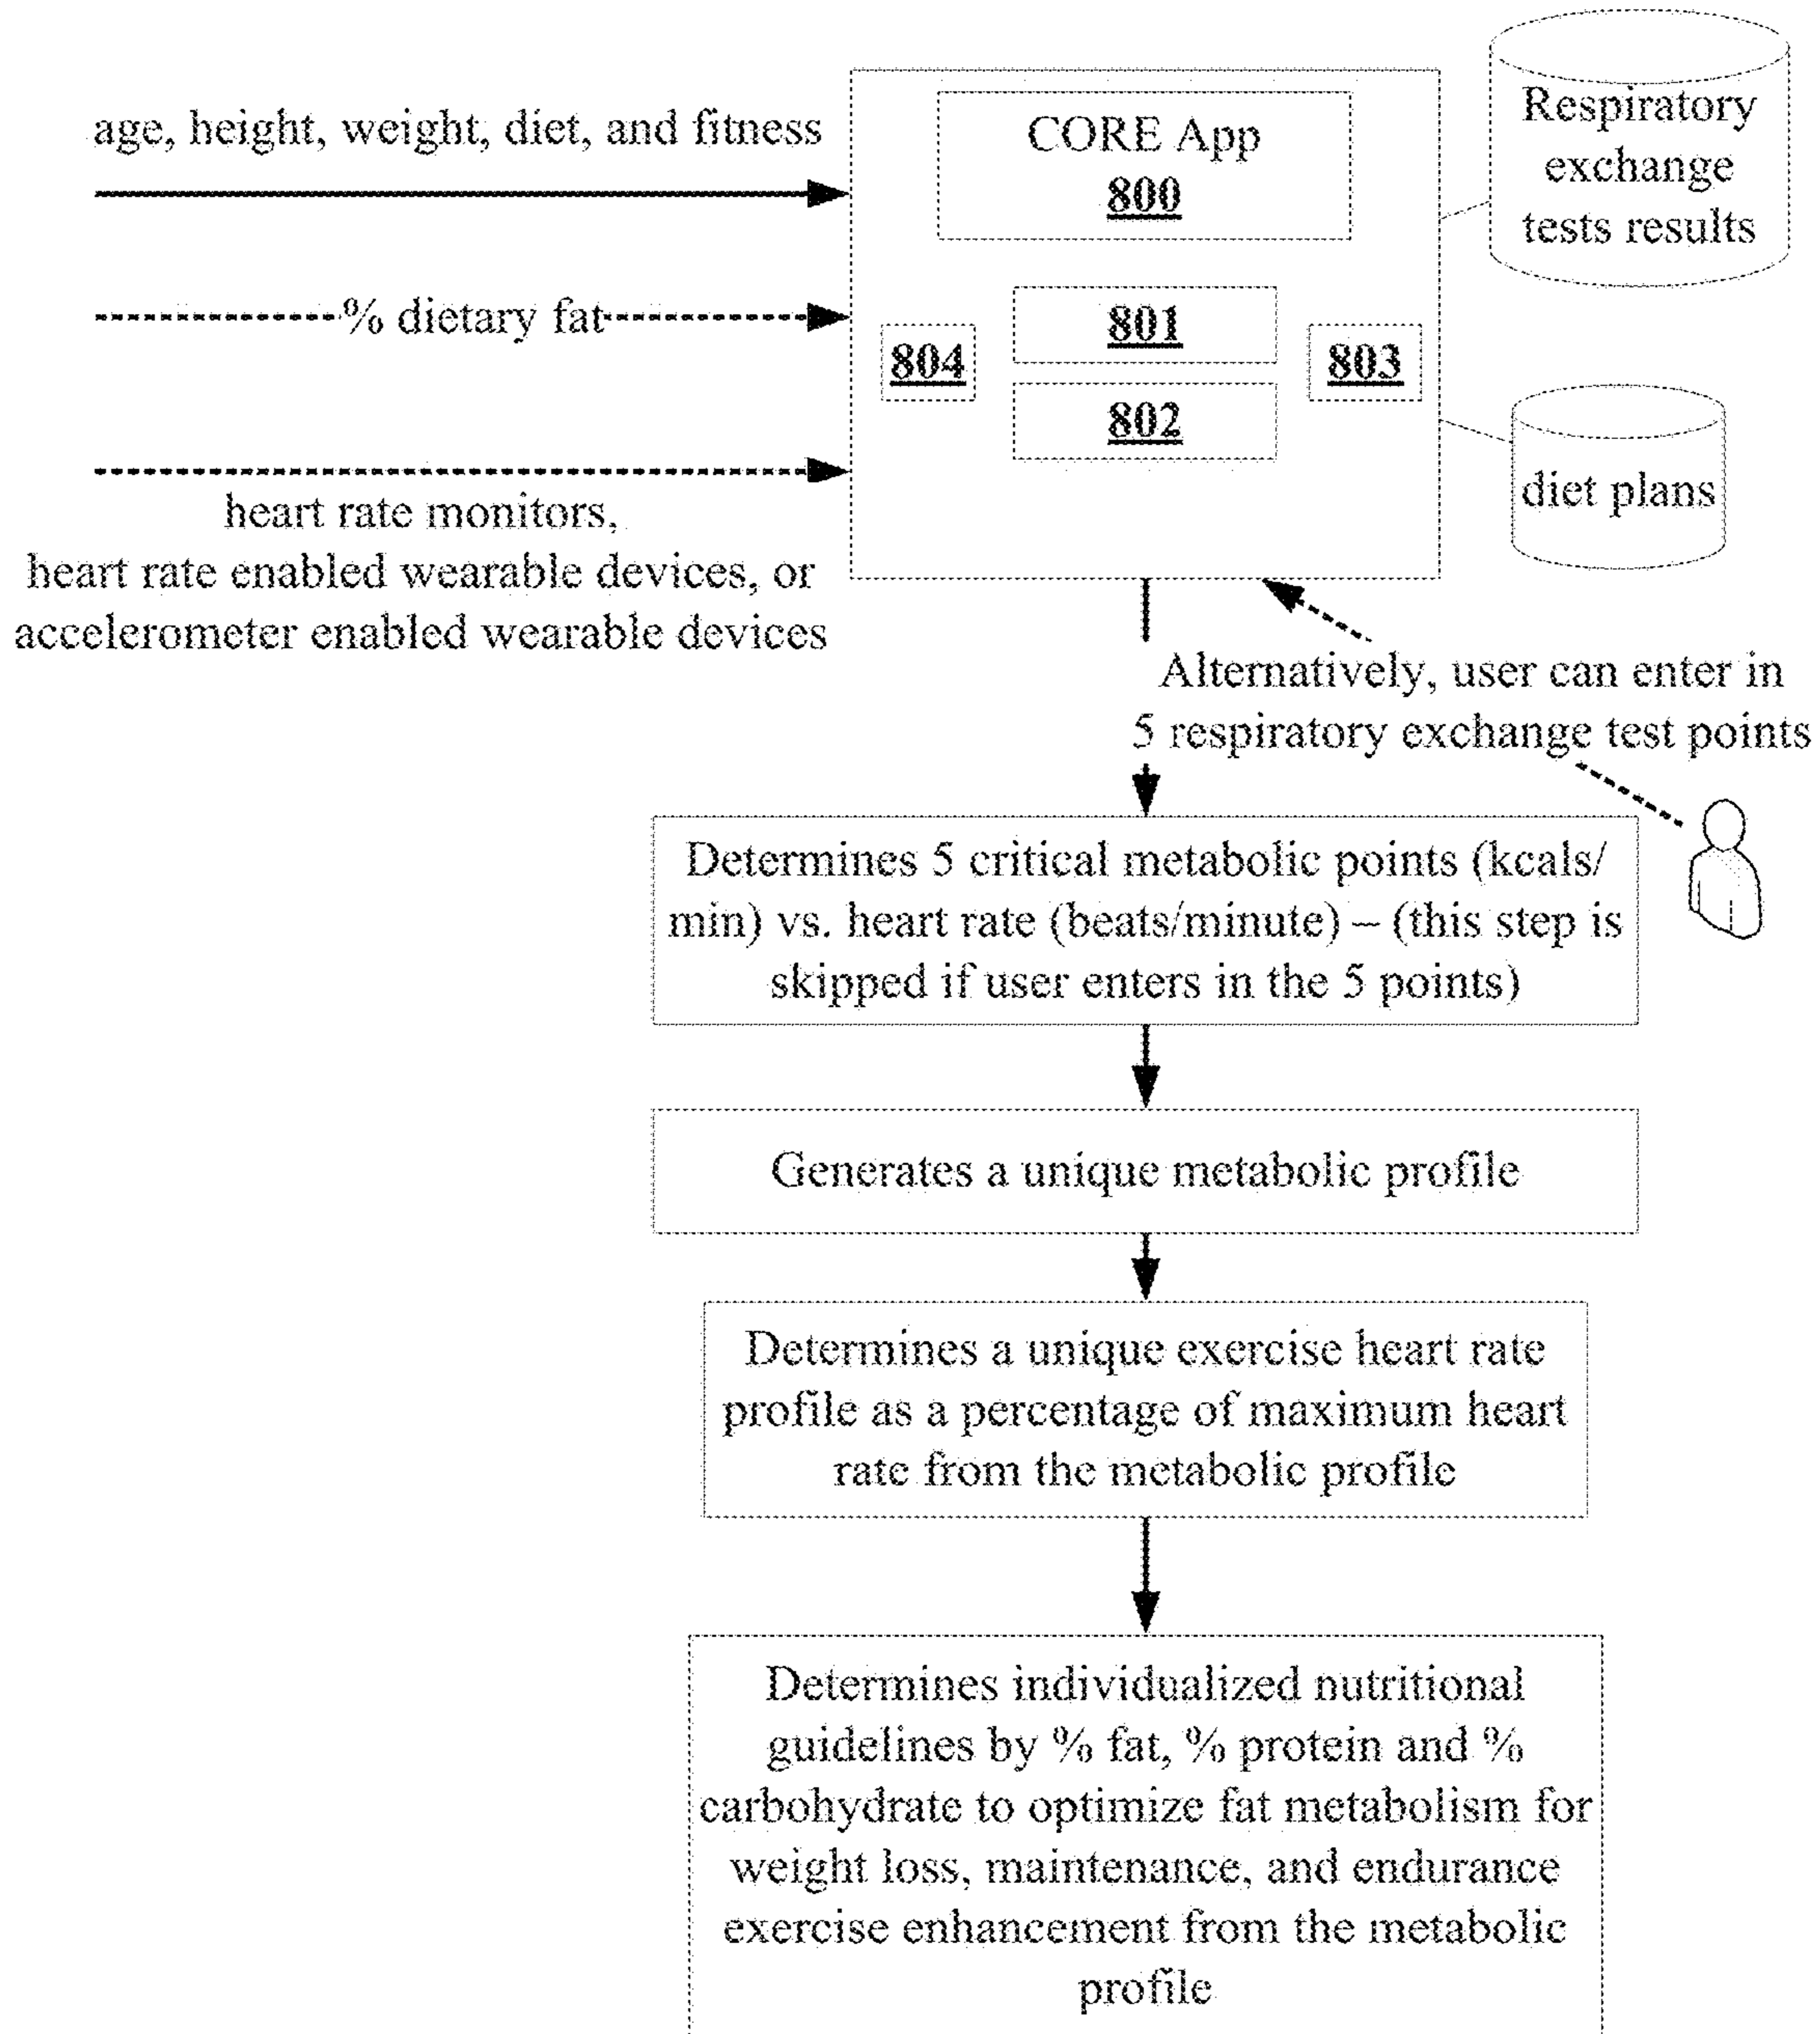 age, height, weight, diet, and fitness
% dietary fat
heart rate monitors,
heart rate enabled wearable devices, or
accelerometer enabled wearable devices
CORE App
800
801
804
803
802
Respiratory
exchange
tests results
diet plans
Alternatively, user can enter in
5 respiratory exchange test points
Determines 5 critical metabolic points (kcals/
min) vs. heart rate (beats/minute) – (this step is
skipped if user enters in the 5 points)
Generates a unique metabolic profile
Determines a unique exercise heart rate
profile as a percentage of maximum heart
rate from the metabolic profile
Determines individualized nutritional
guidelines by % fat, % protein and %
carbohydrate to optimize fat metabolism for
weight loss, maintenance, and endurance
exercise enhancement from the metabolic
profile